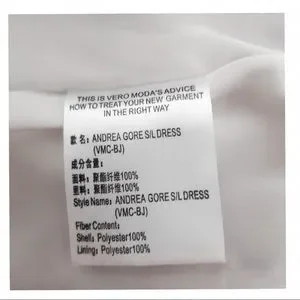 THIS IS VERO MODA'S ADVICE
HOW TO TREAT YOUR NEW GARMENT
IN THE RIGHT WAY
款名: ANDREA GORE S/L DRESS
(VMC-BJ)
成分含量:
面料: 聚酯纤维100%
里料: 聚酯纤维100%
Style Name: ANDREA GORE S/L DRESS
(VMC-BJ)
Fiber Content:
Shell: Polyester100%
Lining: Polyester100%